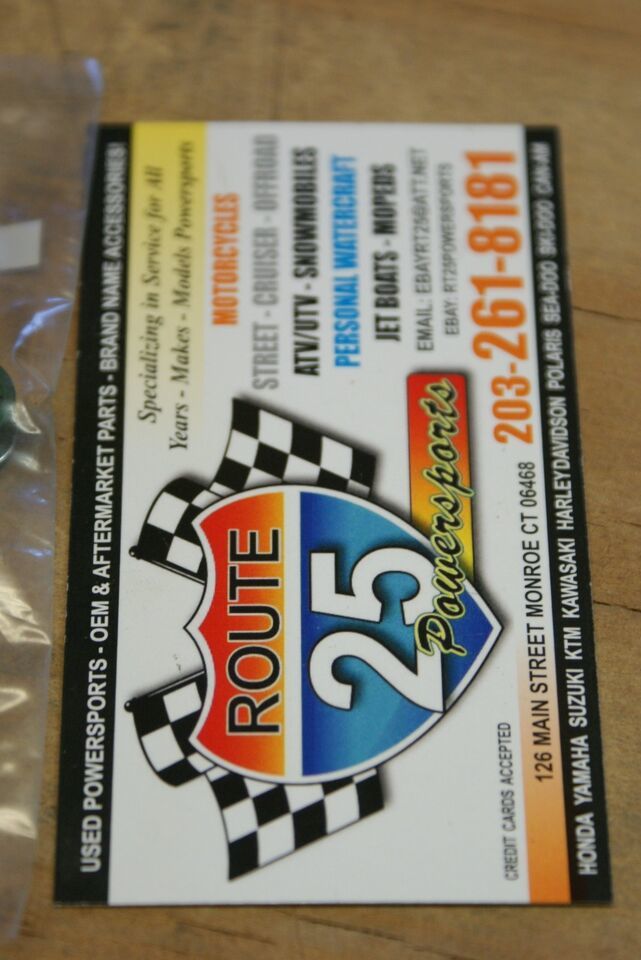 USED POWERSPORTS - OEM & AFTERMARKET PARTS - BRAND NAME ACCESSORIES!
Specializing in Service for All
Years - Makes - Models Powersports
MOTORCYCLES
STREET - CRUISER - OFFROAD
ATV/UTV - SNOWMOBILES
PERSONAL WATERCRAFT
JET BOATS - MOPEDS
EMAIL: EBAYRT25@ATT.NET
EBAY: RT25POWERSPORTS
203-261-8181
ROUTE
25
Powersports
CREDIT CARDS ACCEPTED
126 MAIN STREET MONROE CT 06468
HONDA YAMAHA SUZUKI KTM KAWASAKI HARLEYDAVIDSON POLARIS SEA-DOO SKI-DOO CAN-AM